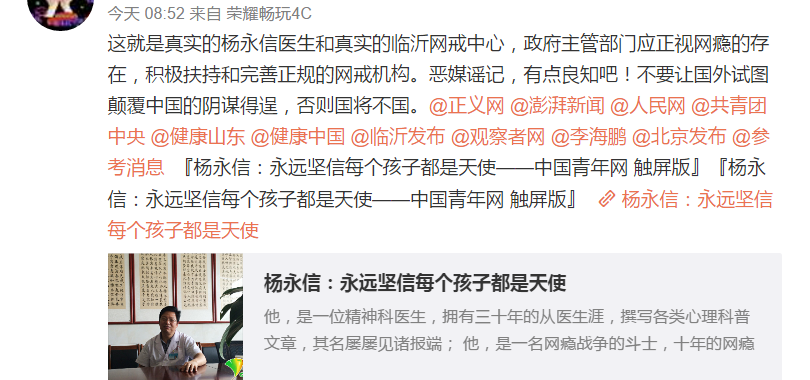 今天 08:52 来自 荣耀畅玩4C
这就是真实的杨永信医生和真实的临沂网戒中心，政府主管部门应正视网瘾的存
在，积极扶持和完善正规的网戒机构。恶媒谣记，有点良知吧！不要让国外试图
颠覆中国的阴谋得逞，否则国将不国。@正义网 @澎湃新闻 @人民网 @共青团
中央 @健康山东 @健康中国 @临沂发布 @观察者网 @李海鹏 @北京发布 @参
考消息 『杨永信：永远坚信每个孩子都是天使——中国青年网 触屏版』『杨永
信：永远坚信每个孩子都是天使——中国青年网 触屏版』 杨永信：永远坚信
每个孩子都是天使
杨永信：永远坚信每个孩子都是天使
他，是一位精神科医生，拥有三十年的从医生涯，撰写各类心理科普
文章，其名屡屡见诸报端； 他，是一名网瘾战争的斗士，十年的网瘾